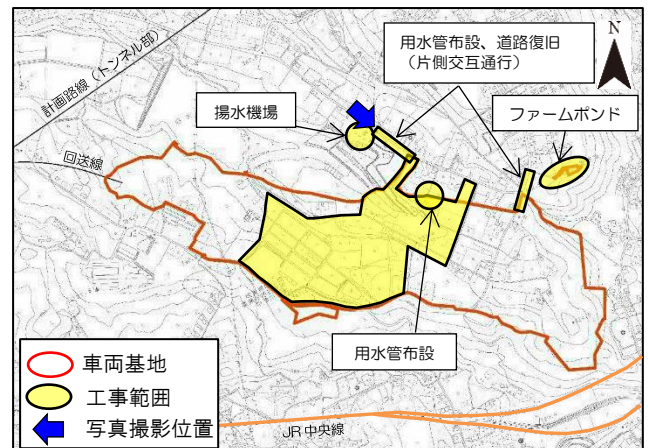 計画路線（トンネル部）
用水管布設、道路復旧
（片側交互通行）
N
揚水機場
ファームポンド
回送線
用水管布設
車両基地
工事範囲
写真撮影位置
JR中央線